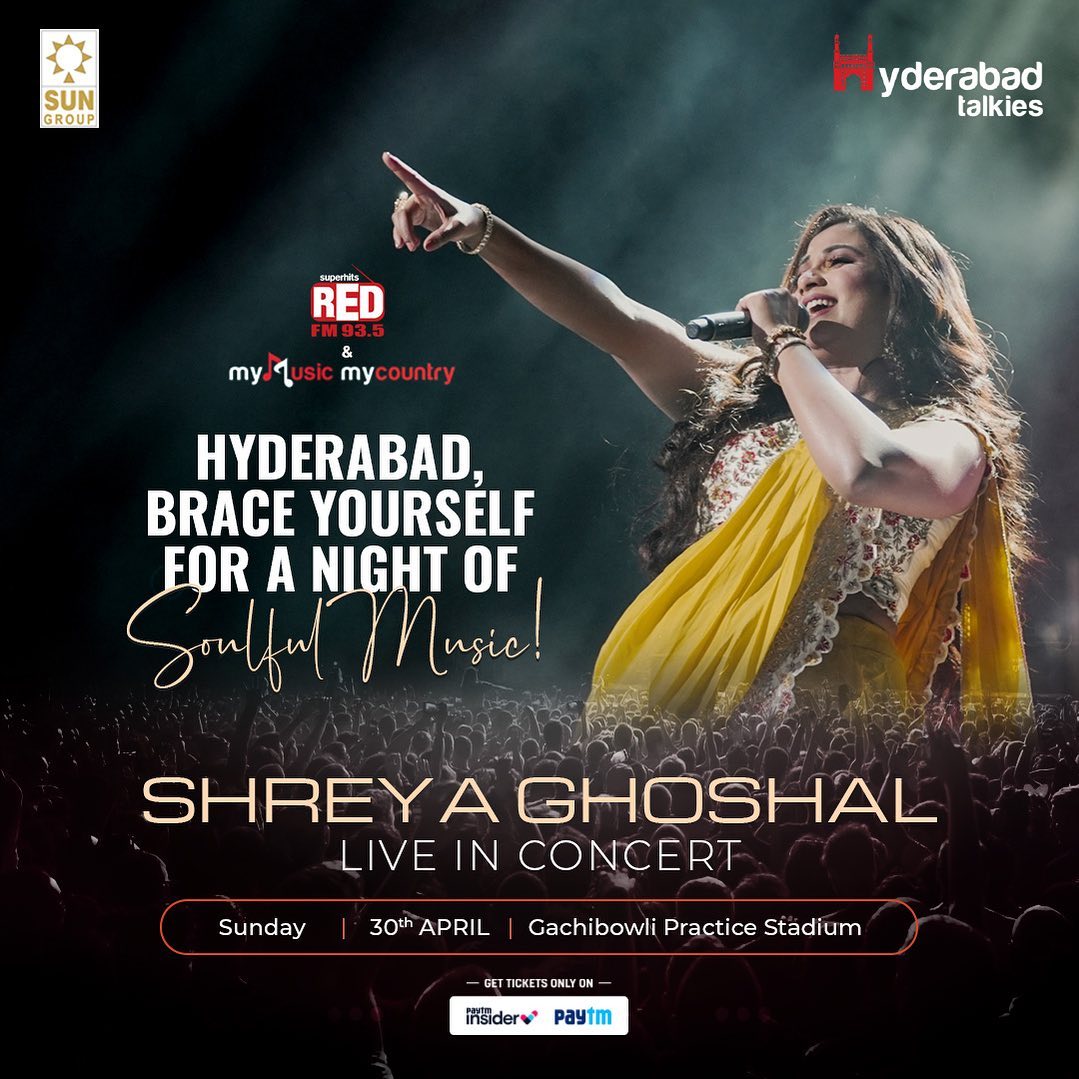 SUN
GROUP
Hyderabad
talkies
superhits
RED
FM 93.5
&
myMusic mycountry
HYDERABAD,
BRACE YOURSELF
FOR A NIGHT OF
Soulful Music!
SHREYA GHOSHAL
LIVE IN CONCERT
Sunday | 30th APRIL | Gachibowli Practice Stadium
— GET TICKETS ONLY ON —
paytm
insider
paytm